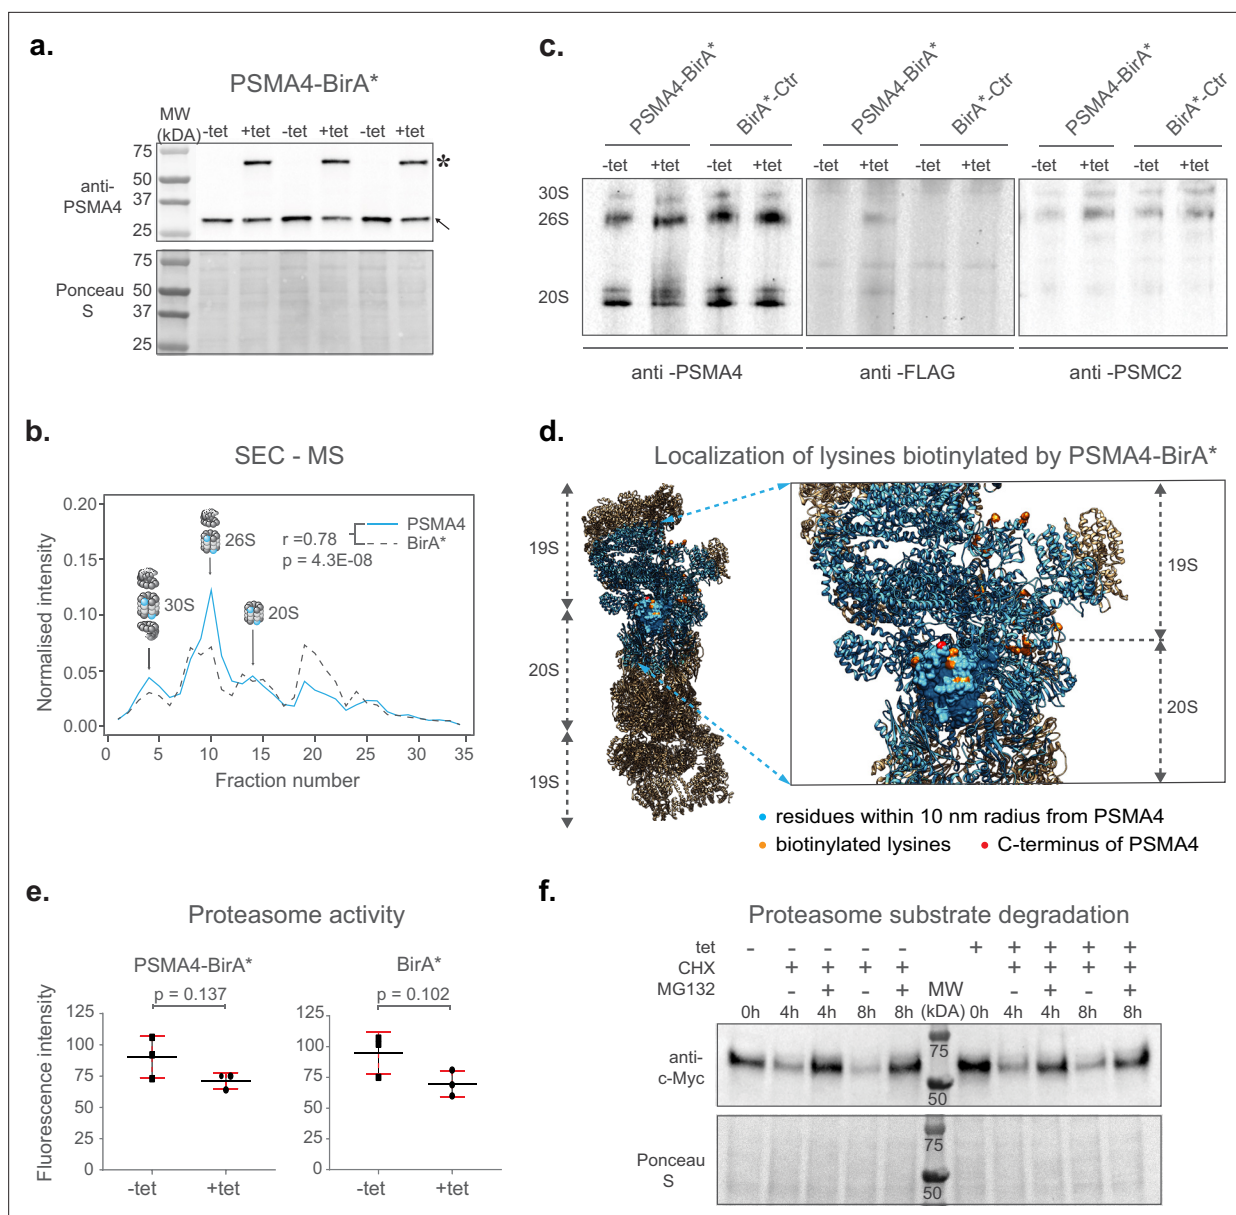 a.
PSMA4-BirA*
MW
(kDA)
-tet +tet -tet +tet -tet +tet
75
50
37
25
*
anti-
PSMA4
75
50
37
25
Ponceau
S
b.
SEC - MS
0.20
0.15
0.10
0.05
0.00
Normalised intensity
26S
30S
20S
r =0.78
p = 4.3E-08
PSMA4
BirA*
0 5 10 15 20 25 30 35
Fraction number
c.
PSMA4-BirA* BirA*-Ctr PSMA4-BirA* BirA*-Ctr PSMA4-BirA* BirA*-Ctr
-tet +tet -tet +tet -tet +tet -tet +tet -tet +tet -tet +tet
30S
26S
20S
anti -PSMA4 anti -FLAG anti -PSMC2
d.
Localization of lysines biotinylated by PSMA4-BirA*
19S
20S
19S
19S
20S
residues within 10 nm radius from PSMA4
biotinylated lysines C-terminus of PSMA4
e.
Proteasome activity
PSMA4-BirA* BirA*
p = 0.137 p = 0.102
Fluorescence intensity
125
100
75
50
25
0
-tet +tet
125
100
75
50
25
0
-tet +tet
f.
Proteasome substrate degradation
tet - - - - - + + + + +
CHX + + + + + + + +
MG132 - + - + MW - + - +
0h 4h 4h 8h 8h (kDA) 0h 4h 4h 8h 8h
anti-
c-Myc
75
50
Ponceau
S
75
50